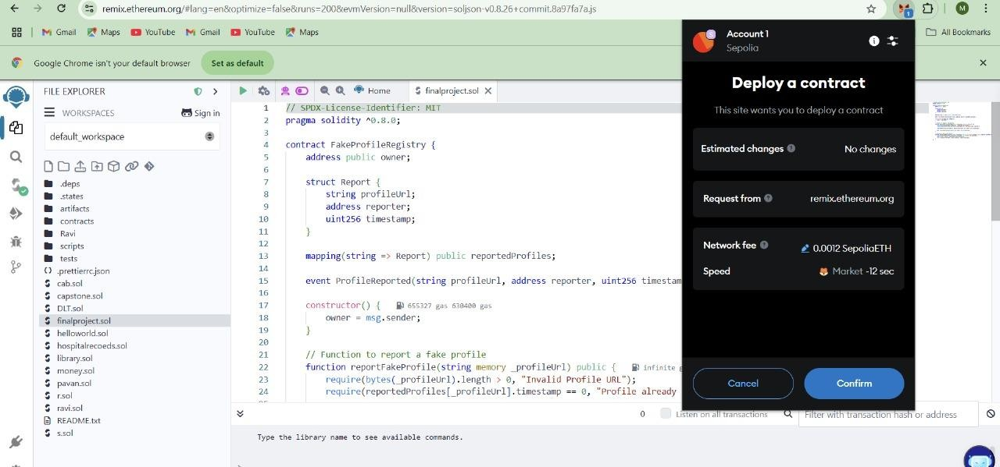 remix.ethereum.org/#lang=en&optimize=false&runs=200&evmVersion=null&version=soljson-v0.8.26+commit.8a97fa7a.js
1
M
Gmail
Maps
YouTube
Gmail
YouTube
Maps
All Bookmarks
Google Chrome isn't your default browser
Set as default
FILE EXPLORER
WORKSPACES
Sign in
default_workspace
.deps
.states
artifacts
contracts
Ravi
scripts
tests
.prettierrc.json
cab.sol
capstone.sol
DLT.sol
finalproject.sol
helloworld.sol
hospitalrecoeds.sol
library.sol
money.sol
pavan.sol
r.sol
ravi.sol
README.txt
s.sol
Home
finalproject.sol
1 // SPDX-License-Identifier: MIT
2 pragma solidity ^0.8.0;
3
4 contract FakeProfileRegistry {
5 address public owner;
6
7 struct Report {
8 string profileUrl;
9 address reporter;
10 uint256 timestamp;
11 }
12
13 mapping(string => Report) public reportedProfiles;
14
15 event ProfileReported(string profileUrl, address reporter, uint256 timestam
16
17 constructor() { 655327 gas 630400 gas
18 owner = msg.sender;
19 }
20
21 // Function to report a fake profile
22 function reportFakeProfile(string memory _profileUrl) public { infinite g
23 require(bytes(_profileUrl).length > 0, "Invalid Profile URL");
24 require(reportedProfiles[_profileUrl].timestamp == 0, "Profile already
0
Listen on all transactions
Filter with transaction hash or address
Type the library name to see available commands.
>
S
Account 1
Sepolia
Deploy a contract
This site wants you to deploy a contract
Estimated changes
No changes
Request from
remix.ethereum.org
Network fee
0.0012 SepoliaETH
Speed
Market ~12 sec
Cancel
Confirm